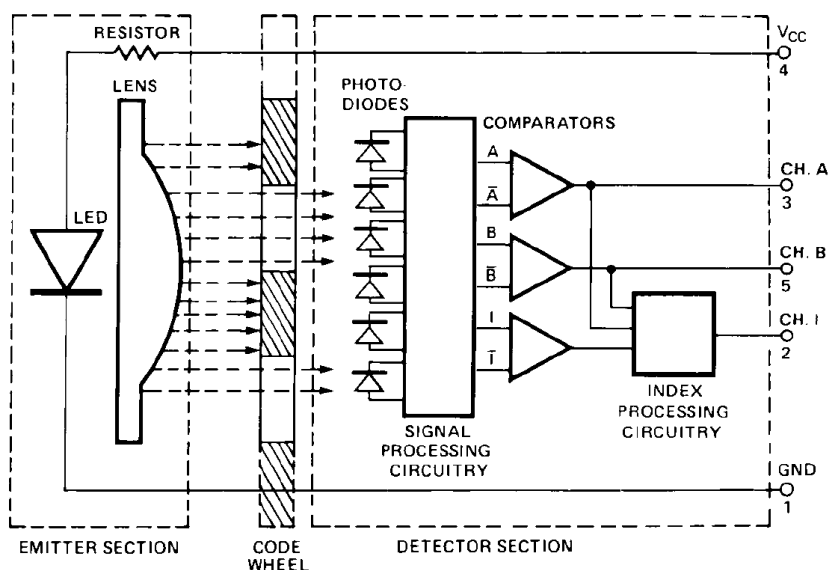 RESISTOR
VCC
4
LENS
PHOTO-
DIODES
COMPARATORS
A
CH. A
3
A̅
LED
B
CH. B
5
B̅
I
CH. I
2
I̅
INDEX
PROCESSING
CIRCUITRY
SIGNAL
PROCESSING
CIRCUITRY
GND
1
EMITTER SECTION
CODE
WHEEL
DETECTOR SECTION